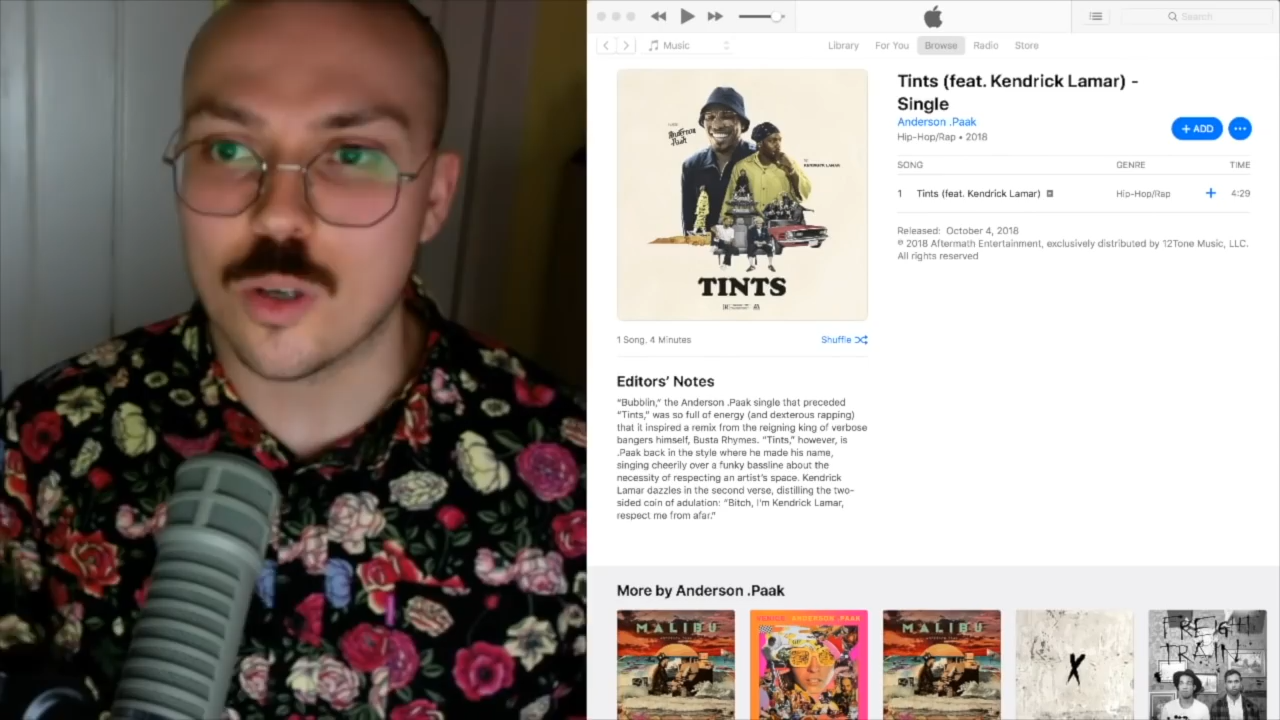 Search
Music
Library
For You
Browse
Radio
Store
Tints (feat. Kendrick Lamar) -
Single
Anderson .Paak
Hip-Hop/Rap • 2018
+ ADD
SONG
GENRE
TIME
1 Tints (feat. Kendrick Lamar)
Hip-Hop/Rap
4:29
Released: October 4, 2018
℗ 2018 Aftermath Entertainment, exclusively distributed by 12Tone Music, LLC.
All rights reserved
Anderson
.Paak
KENDRICK LAMAR
TINTS
1 Song, 4 Minutes
Shuffle
Editors' Notes
“Bubblin,” the Anderson .Paak single that preceded
“Tints,” was so full of energy (and dexterous rapping)
that it inspired a remix from the reigning king of verbose
bangers himself, Busta Rhymes. “Tints,” however, is
.Paak back in the style where he made his name,
singing cheerily over a funky bassline about the
necessity of respecting an artist's space. Kendrick
Lamar dazzles in the second verse, distilling the two-
sided coin of adulation: “Bitch, I'm Kendrick Lamar,
respect me from afar.”
More by Anderson .Paak
MALIBU
VENICE ANDERSON .PAAK
MALIBU
X
FREIGHT
TRAIN